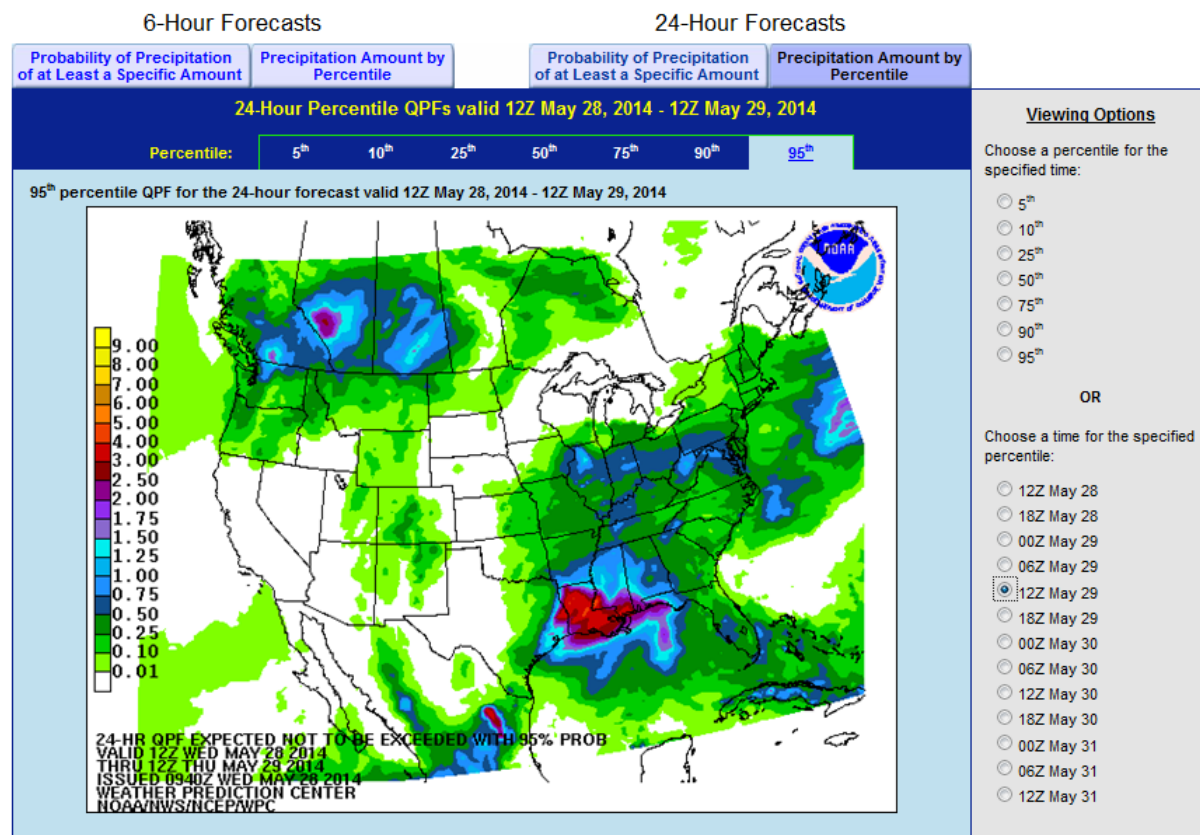 6-Hour Forecasts
24-Hour Forecasts
Probability of Precipitation
of at Least a Specific Amount
Precipitation Amount by
Percentile
Probability of Precipitation
of at Least a Specific Amount
Precipitation Amount by
Percentile
24-Hour Percentile QPFs valid 12Z May 28, 2014 - 12Z May 29, 2014
Percentile: 5th 10th 25th 50th 75th 90th 95th
95th percentile QPF for the 24-hour forecast valid 12Z May 28, 2014 - 12Z May 29, 2014
NOAA
9.00
8.00
7.00
6.00
5.00
4.00
3.00
2.50
2.00
1.75
1.50
1.25
1.00
0.75
0.50
0.25
0.10
0.01
24-HR QPF EXPECTED NOT TO BE EXCEEDED WITH 95% PROB
VALID 12Z WED MAY 28 2014
THRU 12Z THU MAY 29 2014
ISSUED 0940Z WED MAY 28 2014
WEATHER PREDICTION CENTER
NOAA/NWS/NCEP/WPC
Viewing Options
Choose a percentile for the
specified time:
5th
10th
25th
50th
75th
90th
95th
OR
Choose a time for the specified
percentile:
12Z May 28
18Z May 28
00Z May 29
06Z May 29
12Z May 29
18Z May 29
00Z May 30
06Z May 30
12Z May 30
18Z May 30
00Z May 31
06Z May 31
12Z May 31